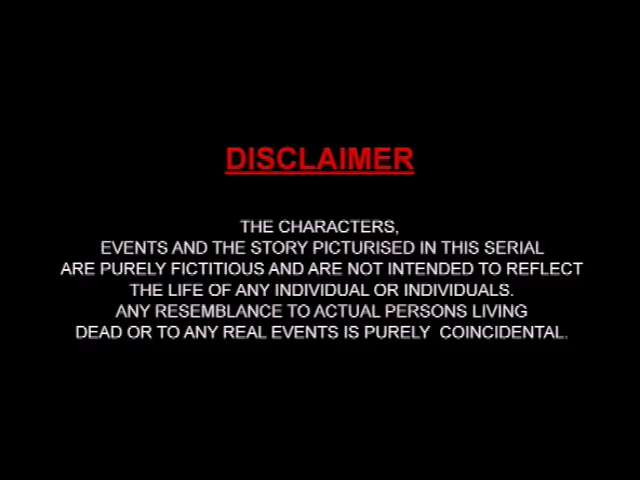 DISCLAIMER
THE CHARACTERS,
EVENTS AND THE STORY PICTURISED IN THIS SERIAL
ARE PURELY FICTITIOUS AND ARE NOT INTENDED TO REFLECT
THE LIFE OF ANY INDIVIDUAL OR INDIVIDUALS.
ANY RESEMBLANCE TO ACTUAL PERSONS LIVING
DEAD OR TO ANY REAL EVENTS IS PURELY  COINCIDENTAL.